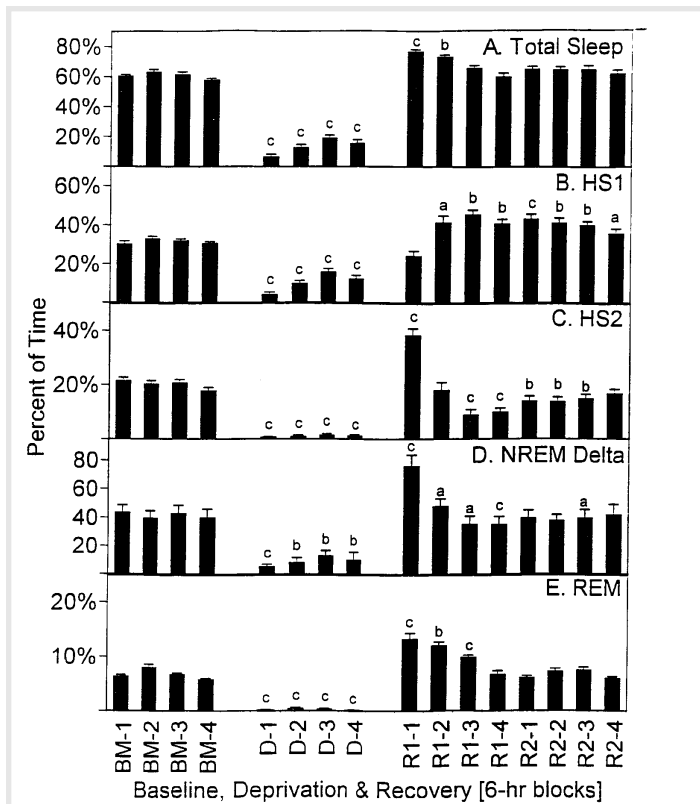 A. Total Sleep
80%
60%
40%
20%
c b
c c c c
B. HS1
60%
40%
20%
a b b c b b a
c c c c
C. HS2
40%
20%
c
c c c c c c b b b
D. NREM Delta
80
60
40
20
c
a a c a
c b b b
E. REM
20%
10%
c b c
c c c c
Percent of Time
BM-1 BM-2 BM-3 BM-4 D-1 D-2 D-3 D-4 R1-1 R1-2 R1-3 R1-4 R2-1 R2-2 R2-3 R2-4
Baseline, Deprivation & Recovery [6-hr blocks]